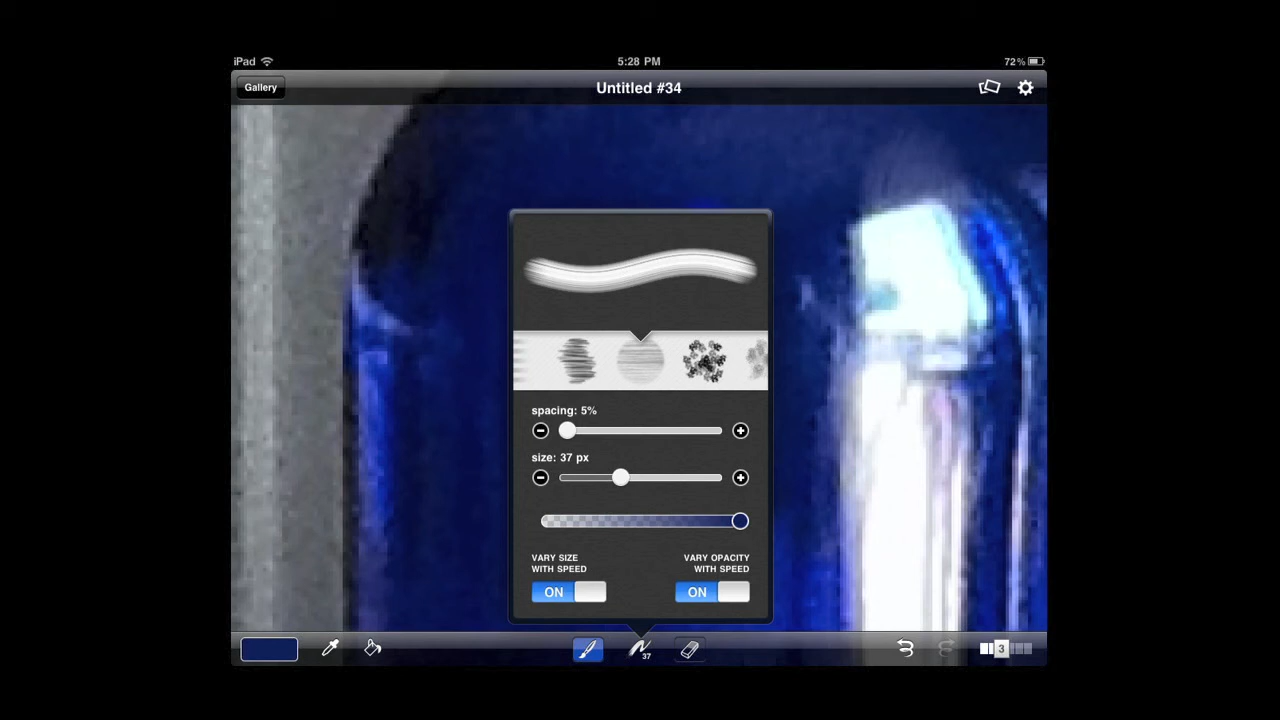 iPad
5:28 PM
72%
Gallery
Untitled #34
spacing: 5%
size: 37 px
VARY SIZE
WITH SPEED
VARY OPACITY
WITH SPEED
ON
ON
37
3